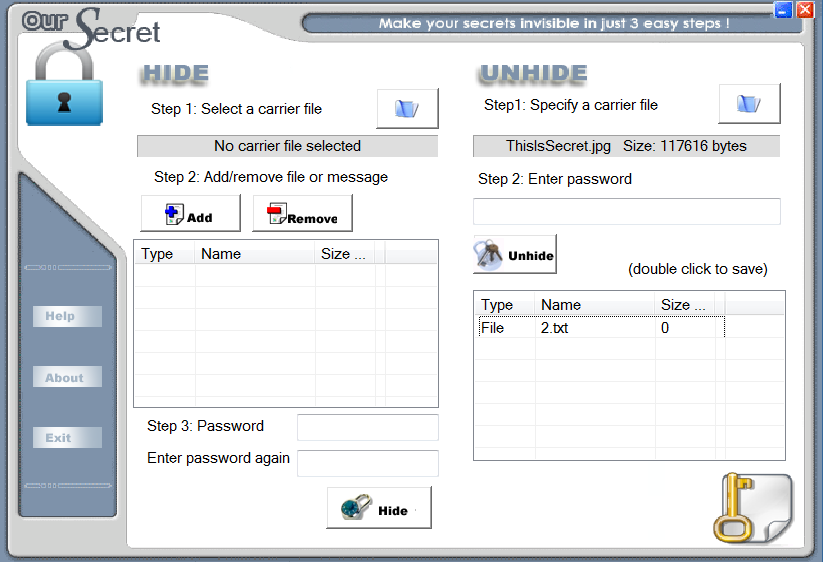 Our Secret
Make your secrets invisible in just 3 easy steps !
HIDE
Step 1: Select a carrier file
No carrier file selected
Step 2: Add/remove file or message
Add
Remove
Type Name Size ...
Step 3: Password
Enter password again
Hide
UNHIDE
Step1: Specify a carrier file
ThisIsSecret.jpg Size: 117616 bytes
Step 2: Enter password
Unhide
(double click to save)
Type Name Size ...
File 2.txt 0
Help
About
Exit